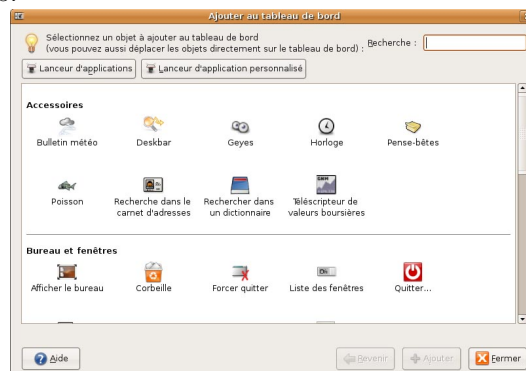 Ajouter au tableau de bord
Sélectionnez un objet à ajouter au tableau de bord
(vous pouvez aussi déplacer les objets directement sur le tableau de bord) :
Recherche :
Lanceur d'applications
Lanceur d'application personnalisé
Accessoires
Bulletin météo
Deskbar
Geyes
Horloge
Pense-bêtes
Poisson
Recherche dans le
carnet d'adresses
Rechercher dans
un dictionnaire
Téléscripteur de
valeurs boursières
Bureau et fenêtres
Afficher le bureau
Corbeille
Forcer quitter
Liste des fenêtres
Quitter...
Aide
Revenir
Ajouter
Fermer